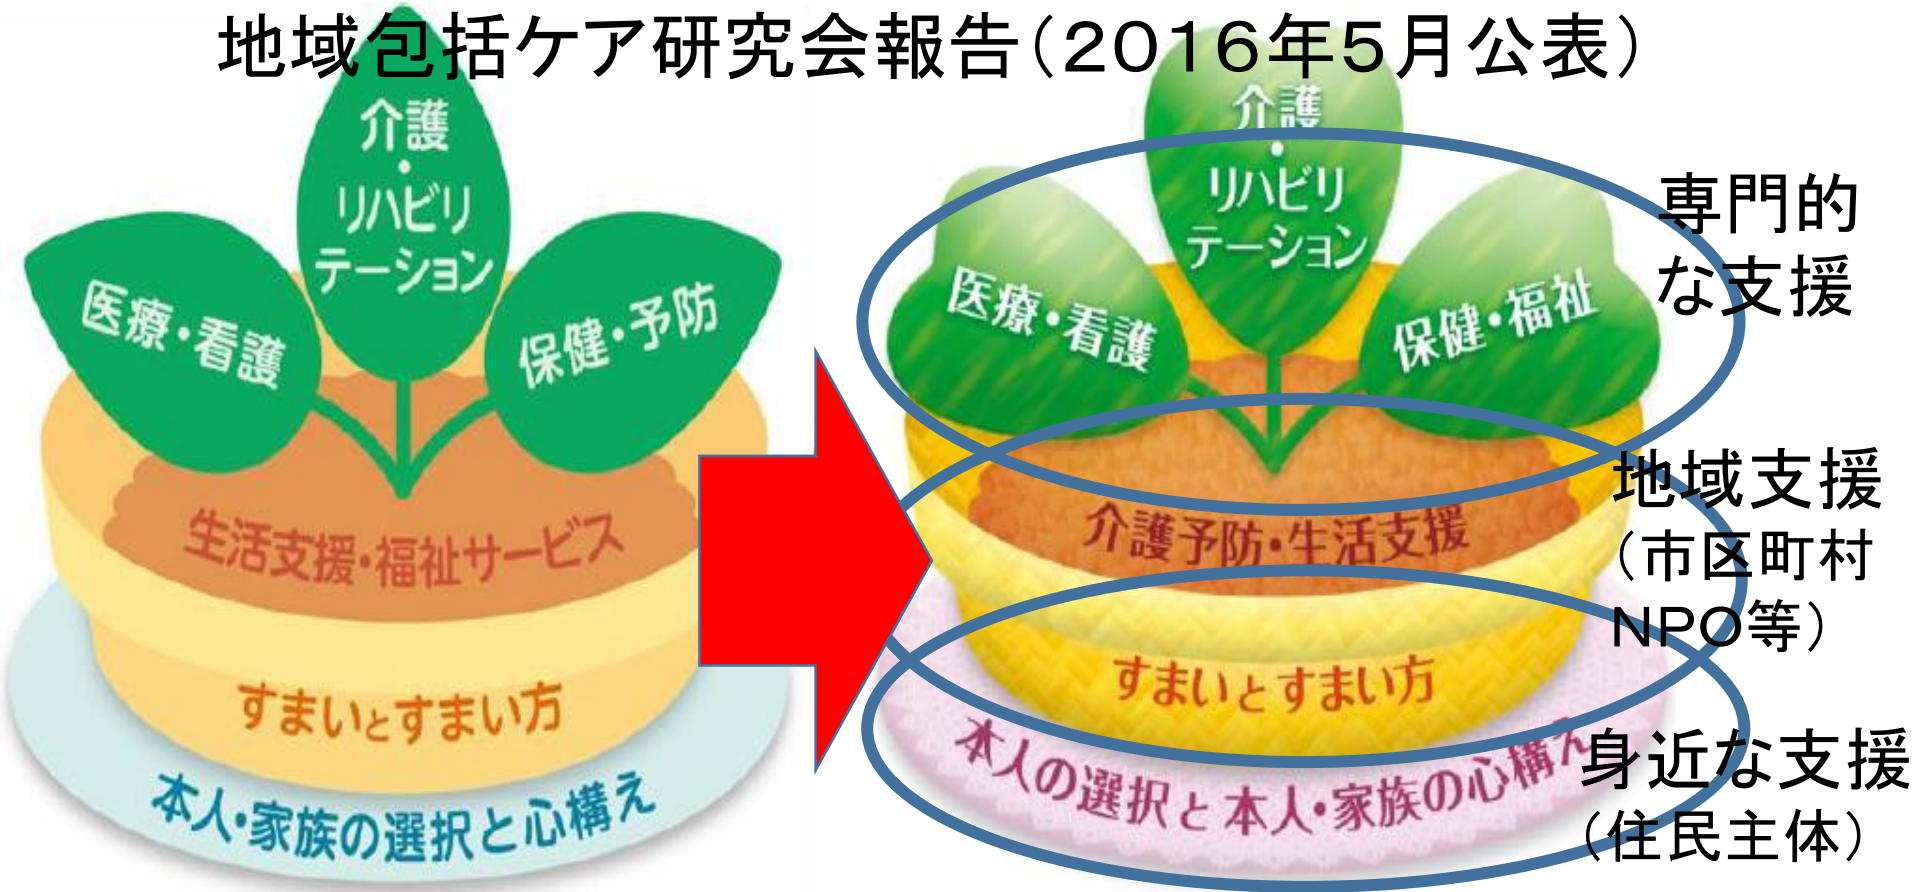 地域包括ケア研究会報告（２０１６年５月公表）
介護
・
リハビリ
テーション
医療・看護
保健・予防
生活支援・福祉サービス
すまいとすまい方
本人・家族の選択と心構え
介護
・
リハビリ
テーション
医療・看護
保健・福祉
介護予防・生活支援
すまいとすまい方
本人の選択と本人・家族の心構え
専門的
な支援
地域支援
（市区町村
ＮＰＯ等）
身近な支援
（住民主体）